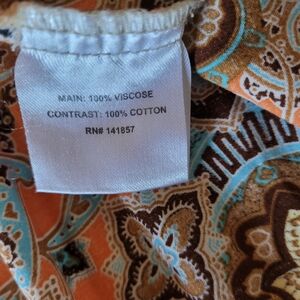 MAIN: 100% VISCOSE
CONTRAST: 100% COTTON
RN# 141857